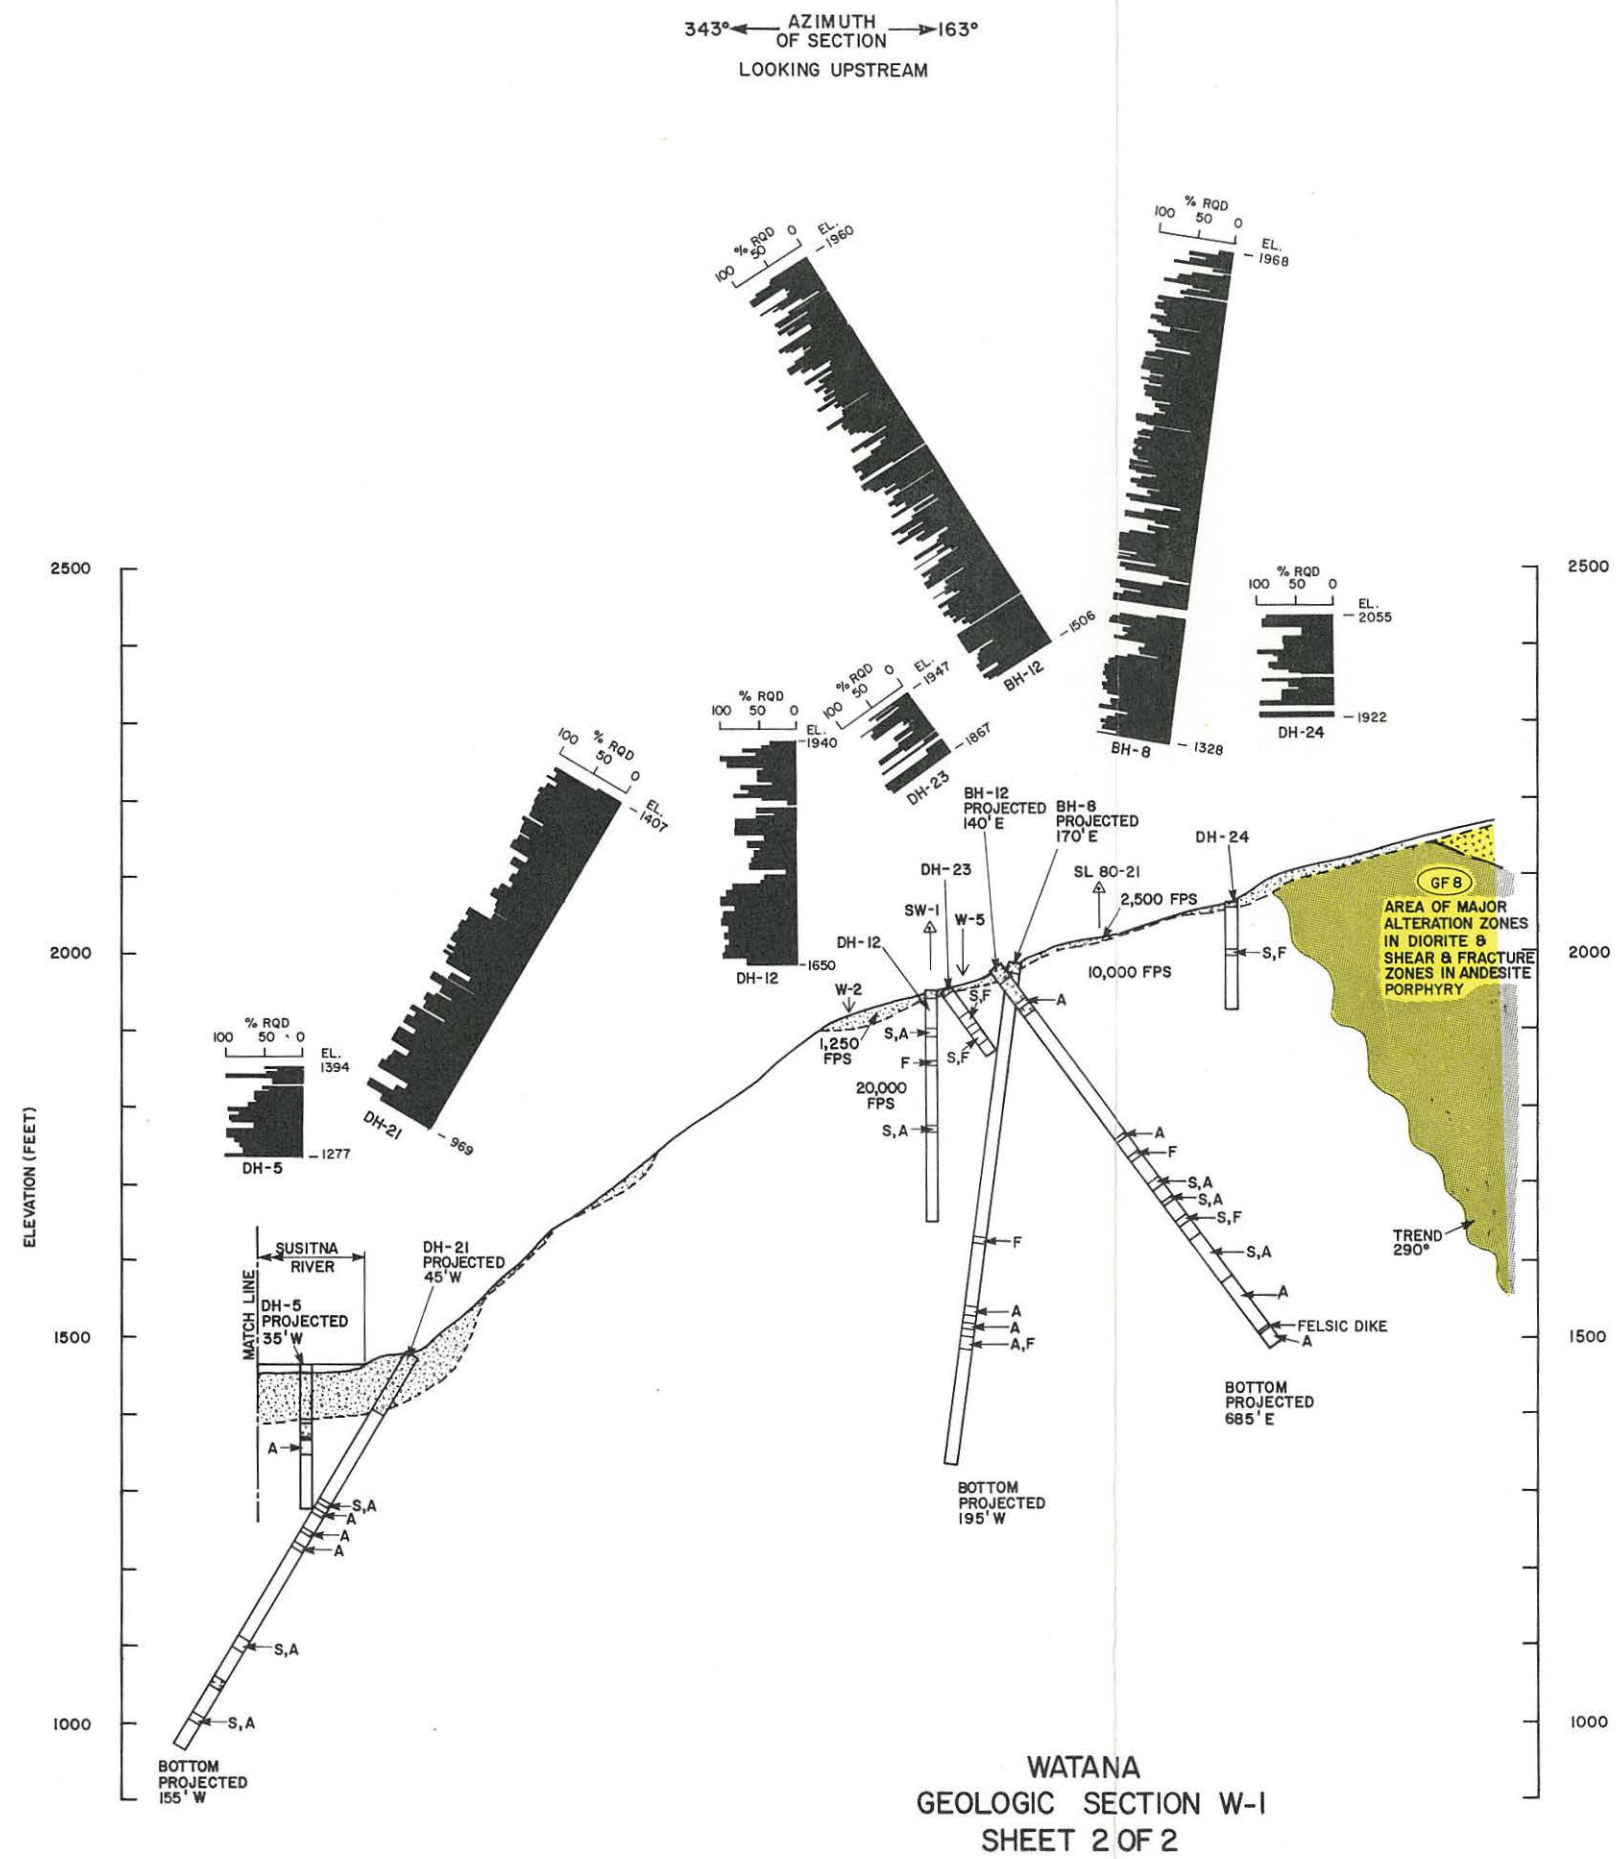 343° AZIMUTH 163°
OF SECTION
LOOKING UPSTREAM
% RQD
100 50 0
EL.
1960
1506
BH-12
% RQD
100 50 0
EL.
1968
1328
BH-8
2500
2500
% RQD
100 50 0
EL.
2055
1922
DH-24
% RQD
100 50 0
EL.
1947
1867
DH-23
% RQD
100 50 0
EL.
1940
1650
DH-12
% RQD
100 50 0
EL.
1407
969
DH-21
% RQD
100 50 0
EL.
1394
1277
DH-5
BH-12
PROJECTED
140'E
BH-8
PROJECTED
170'E
DH-24
DH-23
SL 80-21
2,500 FPS
SW-1
W-5
DH-12
W-2
1,250
FPS
10,000 FPS
20,000
FPS
2000
2000
GF8
AREA OF MAJOR
ALTERATION ZONES
IN DIORITE &
SHEAR & FRACTURE
ZONES IN ANDESITE
PORPHYRY
S,F
S,F
S,F
S,A
F
S,A
A
A
F
S,A
S,A
S,F
S,A
A
FELSIC DIKE
A
F
A
A
A,F
TREND
290°
ELEVATION (FEET)
SUSITNA
RIVER
MATCH LINE
DH-5
PROJECTED
35'W
DH-21
PROJECTED
45'W
1500
1500
A
S,A
A
A
A
S,A
S,A
BOTTOM
PROJECTED
685'E
BOTTOM
PROJECTED
195'W
1000
1000
BOTTOM
PROJECTED
155'W
WATANA
GEOLOGIC SECTION W-1
SHEET 2 OF 2